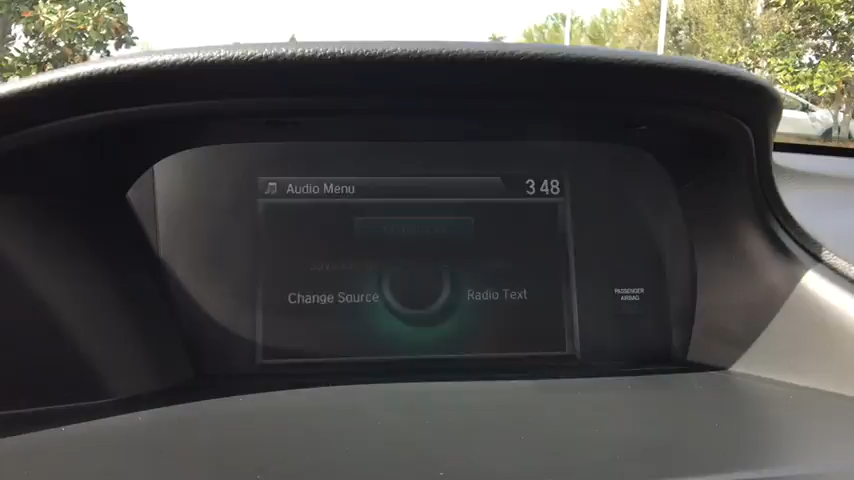 Audio Menu
3 48
Change Source
Radio Text
PASSENGER
AIRBAG